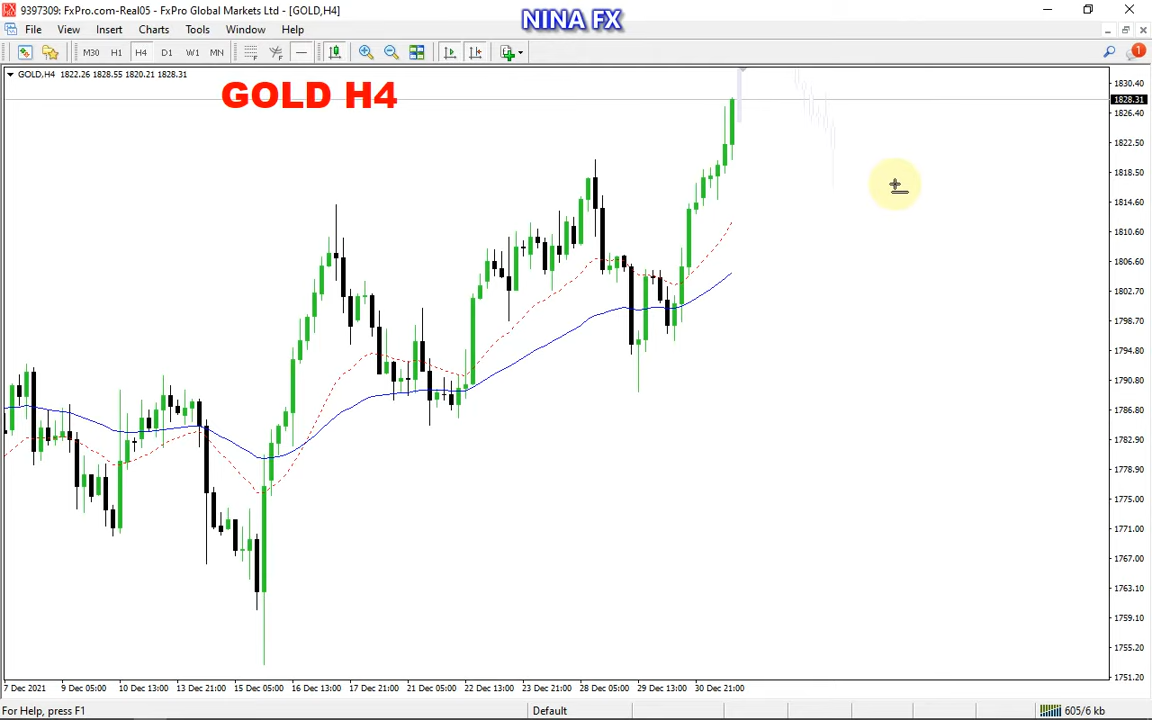 9397309: FxPro.com-Real05 - FxPro Global Markets Ltd - [GOLD,H4]
NINA FX
File View Insert Charts Tools Window Help
M30 H1 H4 D1 W1 MN
1
GOLD,H4 1822.26 1828.55 1820.21 1828.31
GOLD H4
1830.40
1828.31
1826.40
1822.50
1818.50
1814.60
1810.60
1806.60
1802.70
1798.70
1794.80
1790.80
1786.80
1782.90
1778.90
1775.00
1771.00
1767.00
1763.10
1759.10
1755.20
1751.20
7 Dec 2021 9 Dec 05:00 10 Dec 13:00 13 Dec 21:00 15 Dec 05:00 16 Dec 13:00 17 Dec 21:00 21 Dec 05:00 22 Dec 13:00 23 Dec 21:00 28 Dec 05:00 29 Dec 13:00 30 Dec 21:00
For Help, press F1 Default 605/6 kb